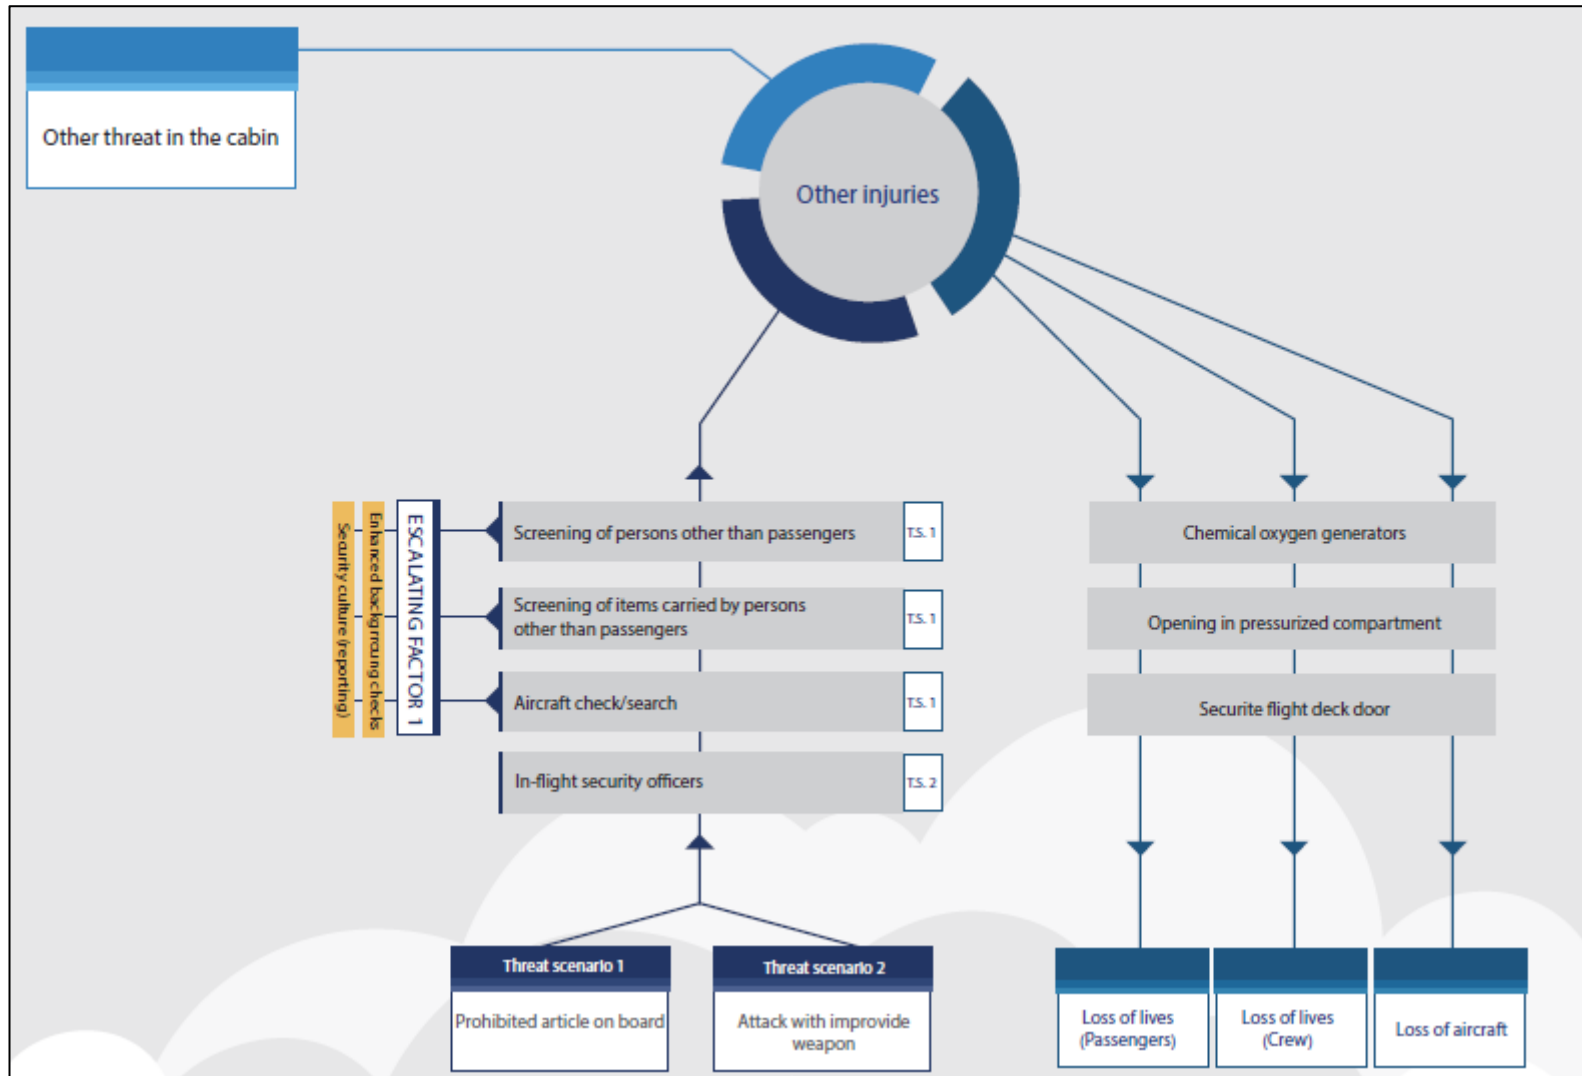 Other threat in the cabin
Other injuries
Security culture (reporting)
Enhanced backgrcung checks
ESCALATING FACTOR 1
Screening of persons other than passengers
T.S. 1
Screening of items carried by persons
other than passengers
T.S. 1
Aircraft check/search
T.S. 1
In-flight security officers
T.S. 2
Chemical oxygen generators
Opening in pressurized compartment
Securite flight deck door
Threat scenario 1
Prohibited article on board
Threat scenario 2
Attack with improvide
weapon
Loss of lives
(Passengers)
Loss of lives
(Crew)
Loss of aircraft